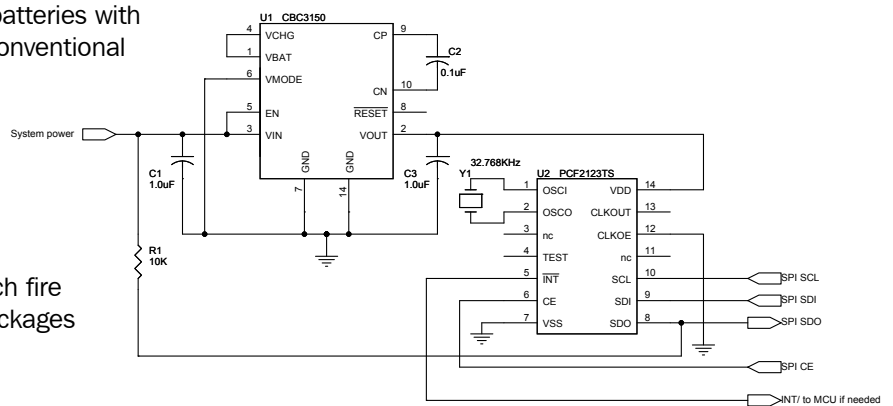 batteries with
conventional
ch fire
ckages
System power
U1 CBC3150
4 VCHG
1 VBAT
6 VMODE
5 EN
3 VIN
CP 9
CN 10
RESET 8
VOUT 2
GND 7
GND 14
C2
0.1uF
C1
1.0uF
C3
1.0uF
R1
10K
32.768KHz
Y1
U2 PCF2123TS
1 OSCI
2 OSCO
3 nc
4 TEST
5 INT
6 CE
7 VSS
VDD 14
CLKOUT 13
CLKOE 12
nc 11
SCL 10
SDI 9
SDO 8
SPI SCL
SPI SDI
SPI SDO
SPI CE
INT/ to MCU if needed